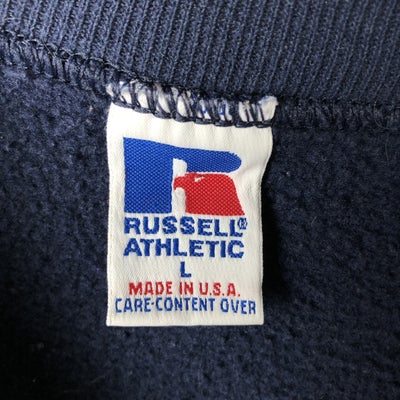 RUSSELL®
ATHLETIC
L
MADE IN U.S.A.
CARE-CONTENT OVER